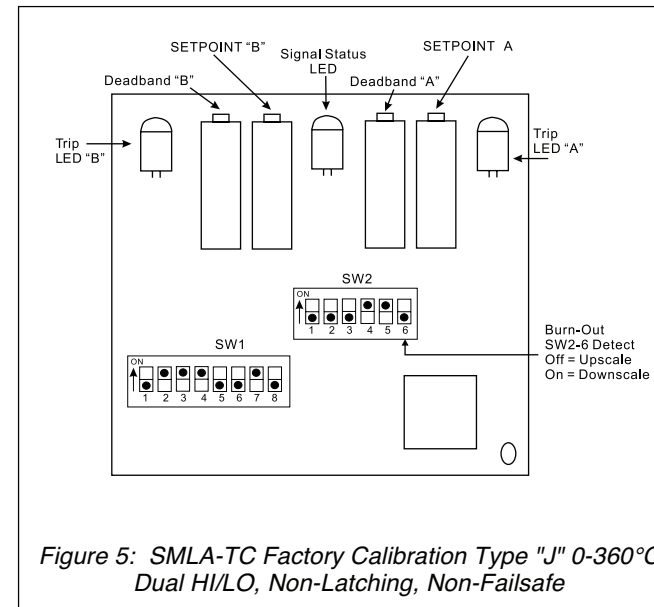 SETPOINT "B"
Signal Status
LED
SETPOINT A
Deadband "B"
Deadband "A"
Trip
LED "B"
Trip
LED "A"
SW2
ON
1 2 3 4 5 6
Burn-Out
SW2-6 Detect
Off = Upscale
On = Downscale
SW1
ON
1 2 3 4 5 6 7 8
Figure 5: SMLA-TC Factory Calibration Type "J" 0-360°C
Dual HI/LO, Non-Latching, Non-Failsafe